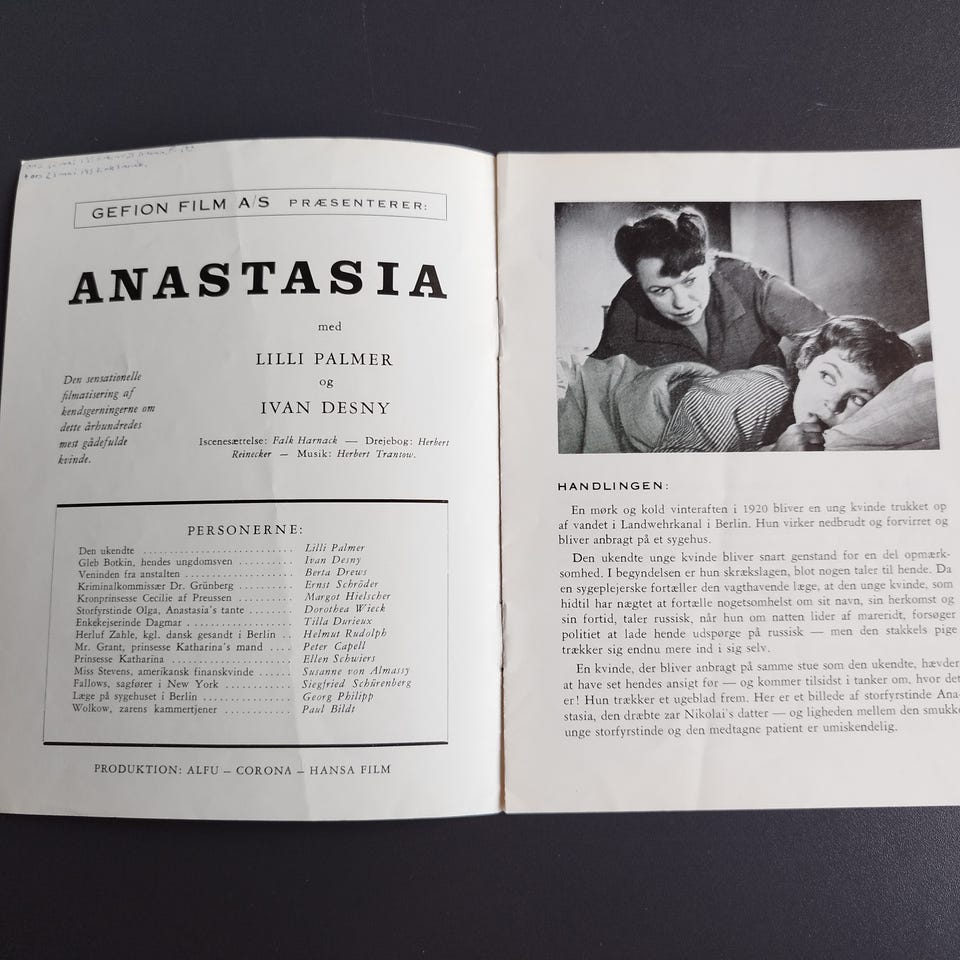 GEFION FILM A/S PRÆSENTERER:
ANASTASIA
med
LILLI PALMER
og
IVAN DESNY
Den sensationelle
filmatisering af
kendsgerningerne om
dette århundredes
mest gådefulde
kvinde.
Iscenesættelse: Falk Harnack — Drejebog: Herbert
Reinecker — Musik: Herbert Trantow.
PERSONERNE:
Den ukendte .......................... Lilli Palmer
Gleb Botkin, hendes ungdomsven .......... Ivan Desny
Veninden fra anstalten ................... Berta Drews
Kriminalkommissær Dr. Grünberg .......... Ernst Schröder
Kronprinsesse Cecilie af Preussen .......... Margot Hielscher
Storfyrstinde Olga, Anastasia's tante ........ Dorothea Wieck
Enkekejserinde Dagmar ................... Tilla Durieux
Herluf Zahle, kgl. dansk gesandt i Berlin .. Helmut Rudolph
Mr. Grant, prinsesse Katharina's mand .... Peter Capell
Prinsesse Katharina ..................... Ellen Schwiers
Miss Stevens, amerikansk finanskvinde ...... Susanne von Almassy
Fallows, sagfører i New York .............. Siegfried Schürenberg
Læge på sygehuset i Berlin ................ Georg Philipp
Wolkow, zarens kammertjener ............ Paul Bildt
PRODUKTION: ALFU – CORONA – HANSA FILM
HANDLINGEN:
En mørk og kold vinteraften i 1920 bliver en ung kvinde trukket op
af vandet i Landwehrkanal i Berlin. Hun virker nedbrudt og forvirret og
bliver anbragt på et sygehus.
Den ukendte unge kvinde bliver snart genstand for en del opmærk-
somhed. I begyndelsen er hun skrækslagen, blot nogen taler til hende. Da
en sygeplejerske fortæller den vagthavende læge, at den unge kvinde, som
hidtil har nægtet at fortælle nogetsomhelst om sit navn, sin herkomst og
sin fortid, taler russisk, når hun om natten lider af mareridt, forsøger
politiet at lade hende udspørge på russisk — men den stakkels pige
trækker sig endnu mere ind i sig selv.
En kvinde, der bliver anbragt på samme stue som den ukendte, hævder
at have set hendes ansigt før — og kommer tilsidst i tanker om, hvor det
er! Hun trækker et ugeblad frem. Her er et billede af storfyrstinde Ana-
stasia, den dræbte zar Nikolai's datter — og ligheden mellem den smukke
unge storfyrstinde og den medtagne patient er umiskendelig.